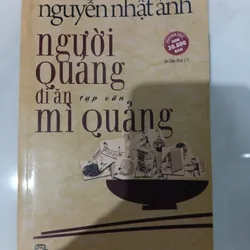 nguyễn nhật ánh
người
quảng
đi ăn tạp văn
mì quảng